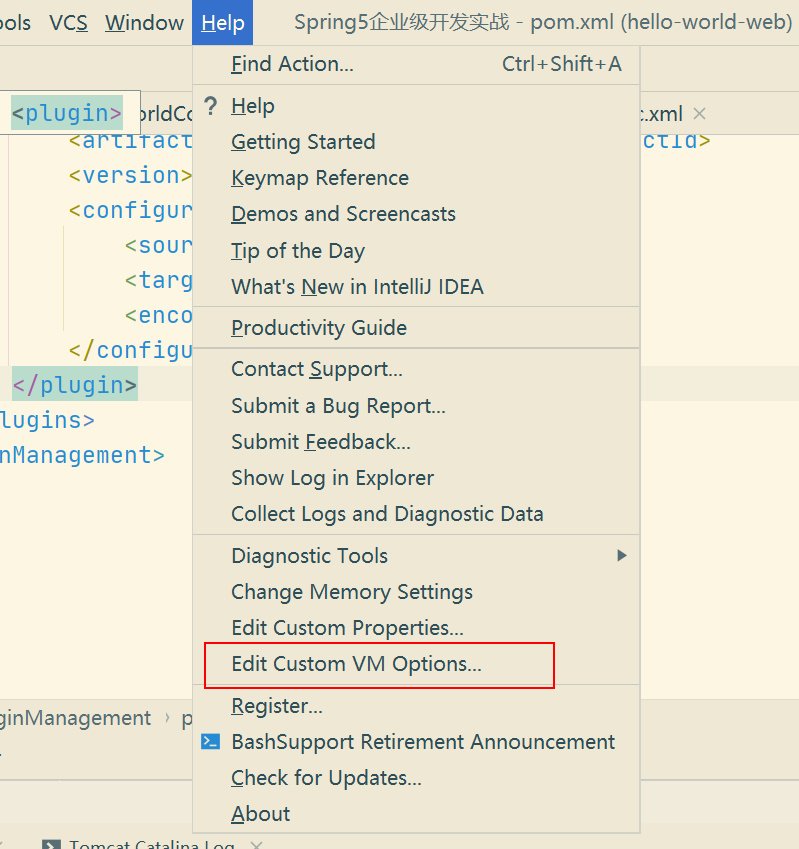 ools VCS Window Help Spring5企业级开发实战 - pom.xml (hello-world-web)
Find Action... Ctrl+Shift+A
<plugin> orldCo .xml
Help
<artifact ctId>
Getting Started
<version>
Keymap Reference
<configur
Demos and Screencasts
<sour
Tip of the Day
<targ
What's New in IntelliJ IDEA
<enco
Productivity Guide
</configu
Contact Support...
</plugin>
Submit a Bug Report...
lugins>
Submit Feedback...
nManagement>
Show Log in Explorer
Collect Logs and Diagnostic Data
Diagnostic Tools
Change Memory Settings
Edit Custom Properties...
Edit Custom VM Options...
Register...
ginManagement › p
BashSupport Retirement Announcement
Check for Updates...
About
Tomcat Catalina Log